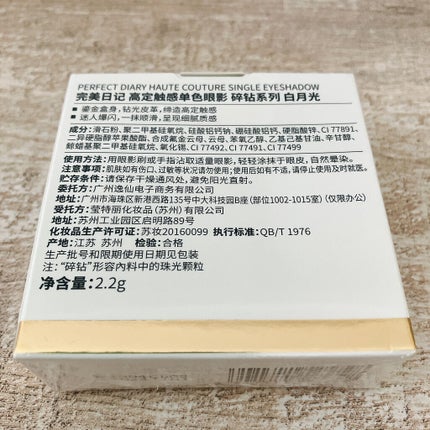 PERFECT DIARY HAUTE COUTURE SINGLE EYESHADOW
完美日记 高定触感单色眼影 碎钻系列 白月光
• 鎏金盒身，钻光皮革，缔造高定触感
• 迷人爆闪，一抹顺滑，呈现细腻质感
成分：滑石粉、聚二甲基硅氧烷、硅酸铝钙钠、硼硅酸铝钙、硬脂酸锌、CI 77891、
二异硬脂醇苹果酸酯、合成氟金云母、云母、苯氧乙醇、乙基己基甘油、辛甘醇、
鲸蜡基聚二甲基硅氧烷、氧化锡、CI 77492、CI 77491、CI 77499
使用方法：用眼影刷或手指沾取适量眼影，轻轻涂抹于眼皮，自然晕染。
注意事项：肌肤如有伤口、过敏等状况请勿使用；使用后有不适，请停止使用及时就医。
贮存条件：请保存干燥通风处，避免阳光直射。
委托方：广州逸仙电子商务有限公司
地址：广州市海珠区新港西路135号中大科技园B座（部位1002-1015室）（仅限办公）
受托方：莹特丽化妆品（苏州）有限公司
地址：苏州工业园区启明路89号
化妆品生产许可证：苏妆20160099 执行标准：QB/T 1976
产地：江苏 苏州 检验：合格
生产批号和限期使用日期见包装
注：“碎钻”形容内料中的珠光颗粒
净含量：2.2g